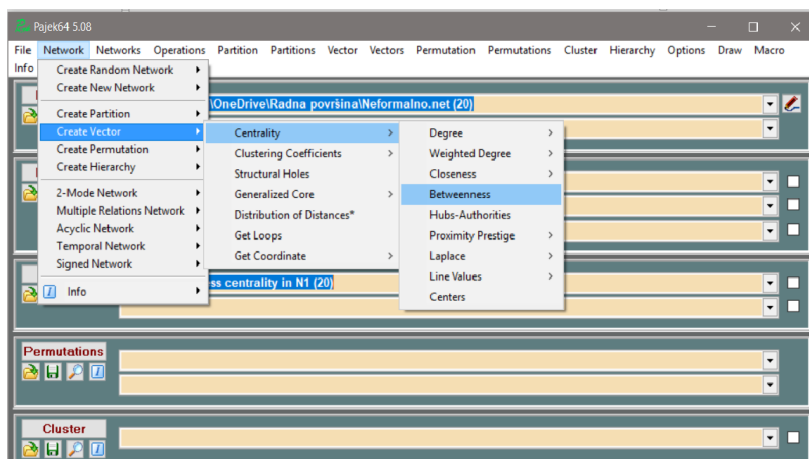 Pajek64 5.08
File Network Networks Operations Partition Partitions Vector Vectors Permutation Permutations Cluster Hierarchy Options Draw Macro
Info
Create Random Network
Create New Network
Create Partition
Create Vector
Create Permutation
Create Hierarchy
2-Mode Network
Multiple Relations Network
Acyclic Network
Temporal Network
Signed Network
Info
\OneDrive\Radna površina\Neformalno.net (20)
Centrality
Clustering Coefficients
Structural Holes
Generalized Core
Distribution of Distances*
Get Loops
Get Coordinate
Degree
Weighted Degree
Closeness
Betweenness
Hubs-Authorities
Proximity Prestige
Laplace
Line Values
Centers
ss centrality in N1 (20)
Permutations
Cluster